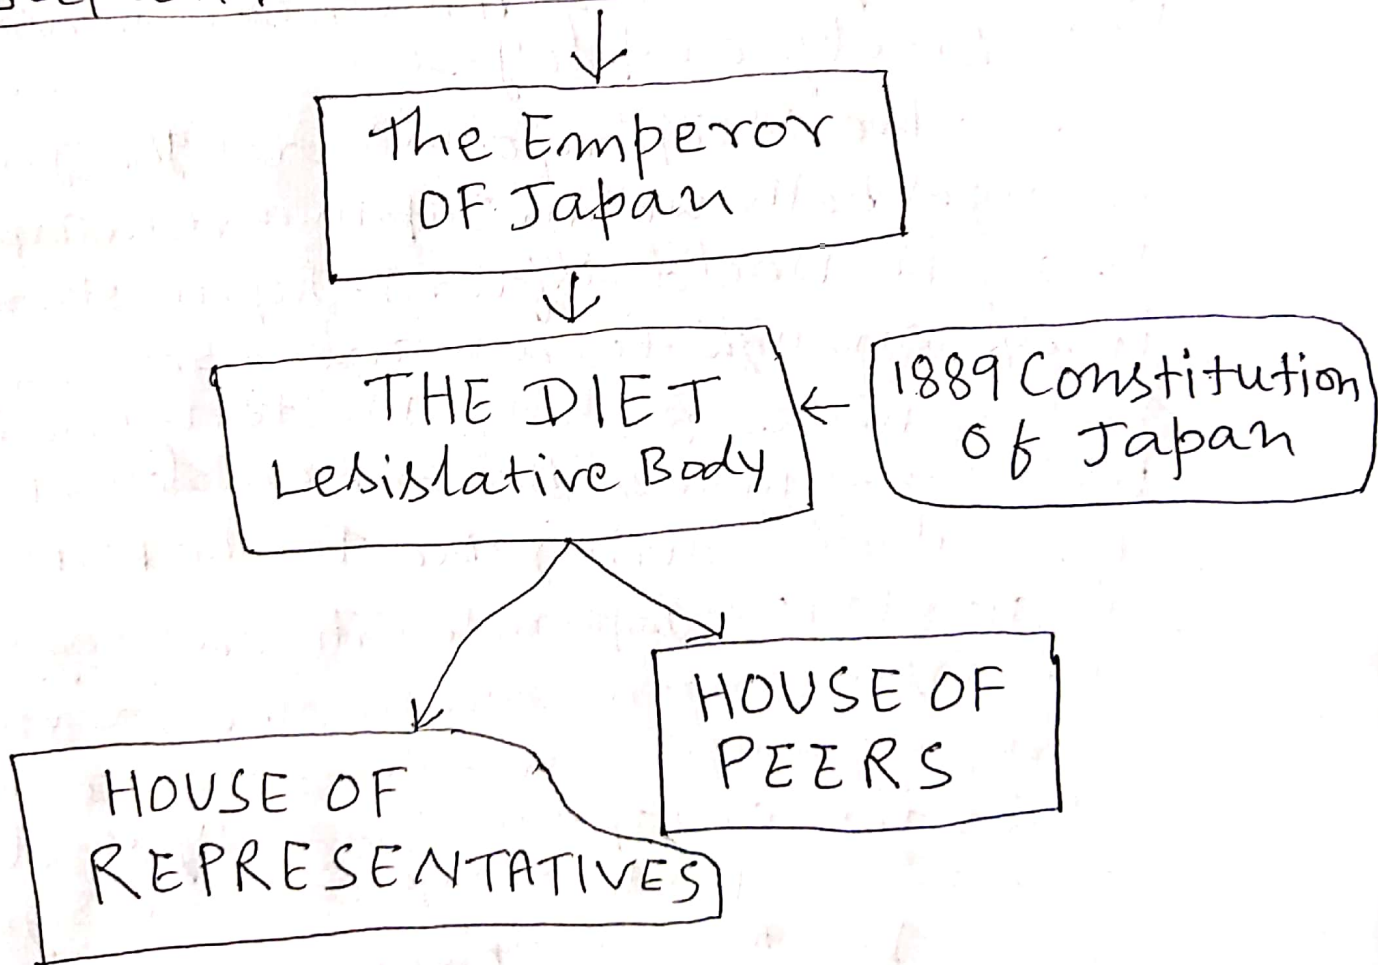 The Emperor
OF Japan
THE DIET
Lesislative Body
1889 Constitution
of Japan
HOUSE OF
PEERS
HOUSE OF
REPRESENTATIVES